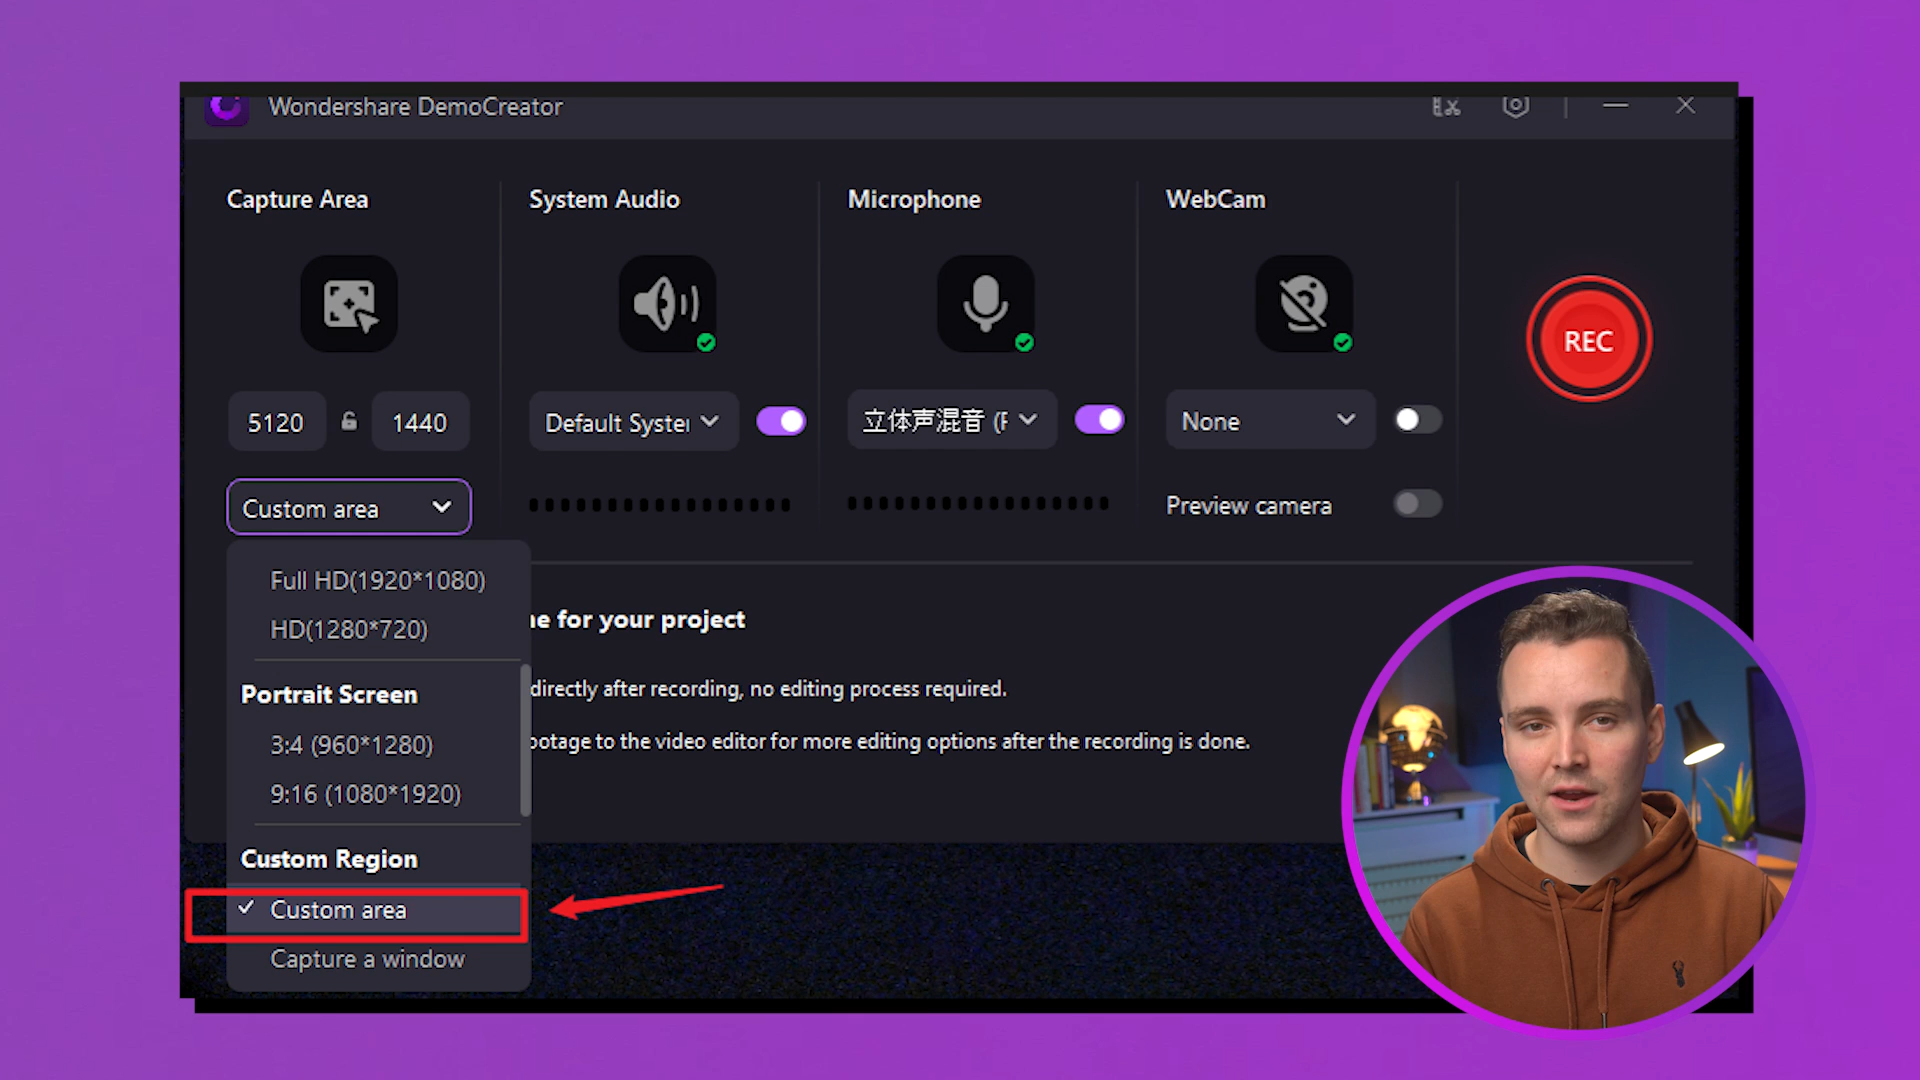 Wondershare DemoCreator
Capture Area
System Audio
Microphone
WebCam
REC
5120
1440
Default Syster
立体声混音 (F
None
Custom area
Preview camera
Full HD(1920*1080)
HD(1280*720)
Portrait Screen
3:4 (960*1280)
9:16 (1080*1920)
Custom Region
Custom area
Capture a window
e for your project
directly after recording, no editing process required.
ootage to the video editor for more editing options after the recording is done.